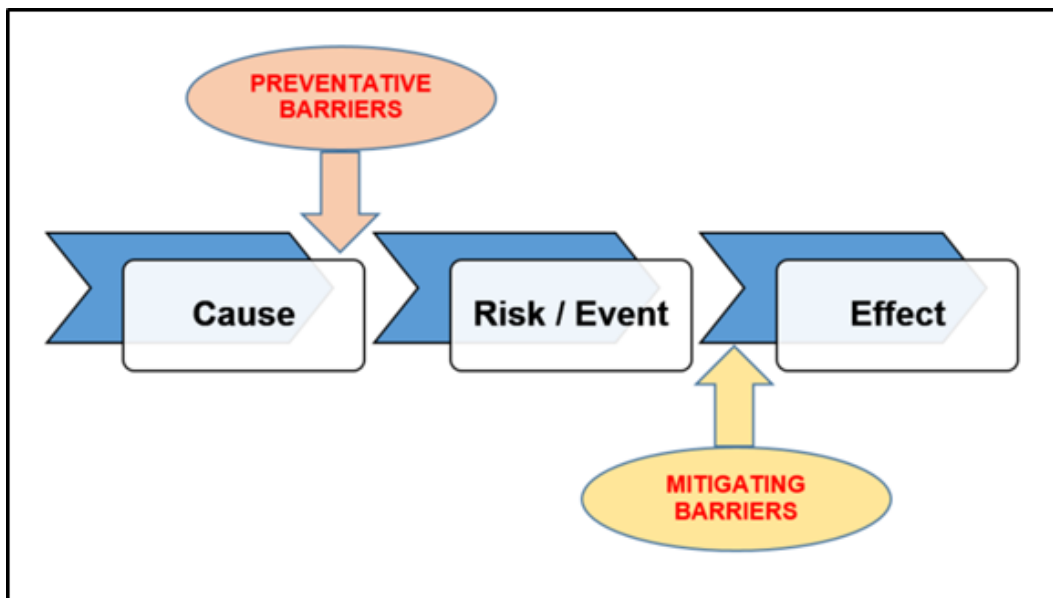 PREVENTATIVE
BARRIERS
Cause
Risk / Event
Effect
MITIGATING
BARRIERS